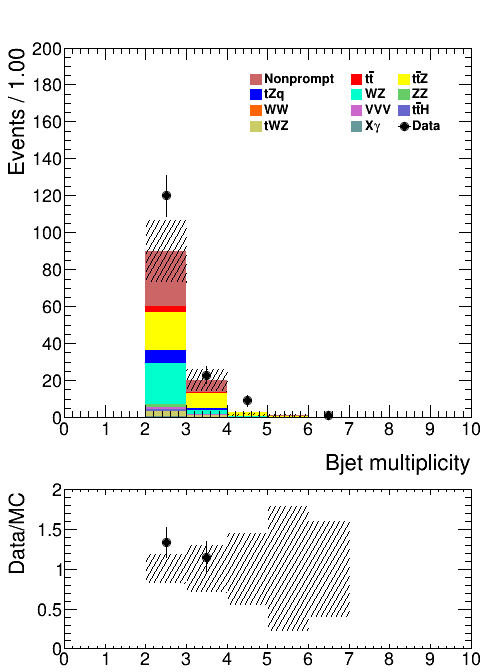 Events / 1.00
200
180
160
140
120
100
80
60
40
20
0
Nonprompt tt̄ tt̄Z
tZq WZ ZZ
WW VVV tt̄H
tWZ Xγ Data
0 1 2 3 4 5 6 7 8 9 10
Bjet multiplicity
Data/MC
2
1.5
1
0.5
0
0 1 2 3 4 5 6 7 8 9 10